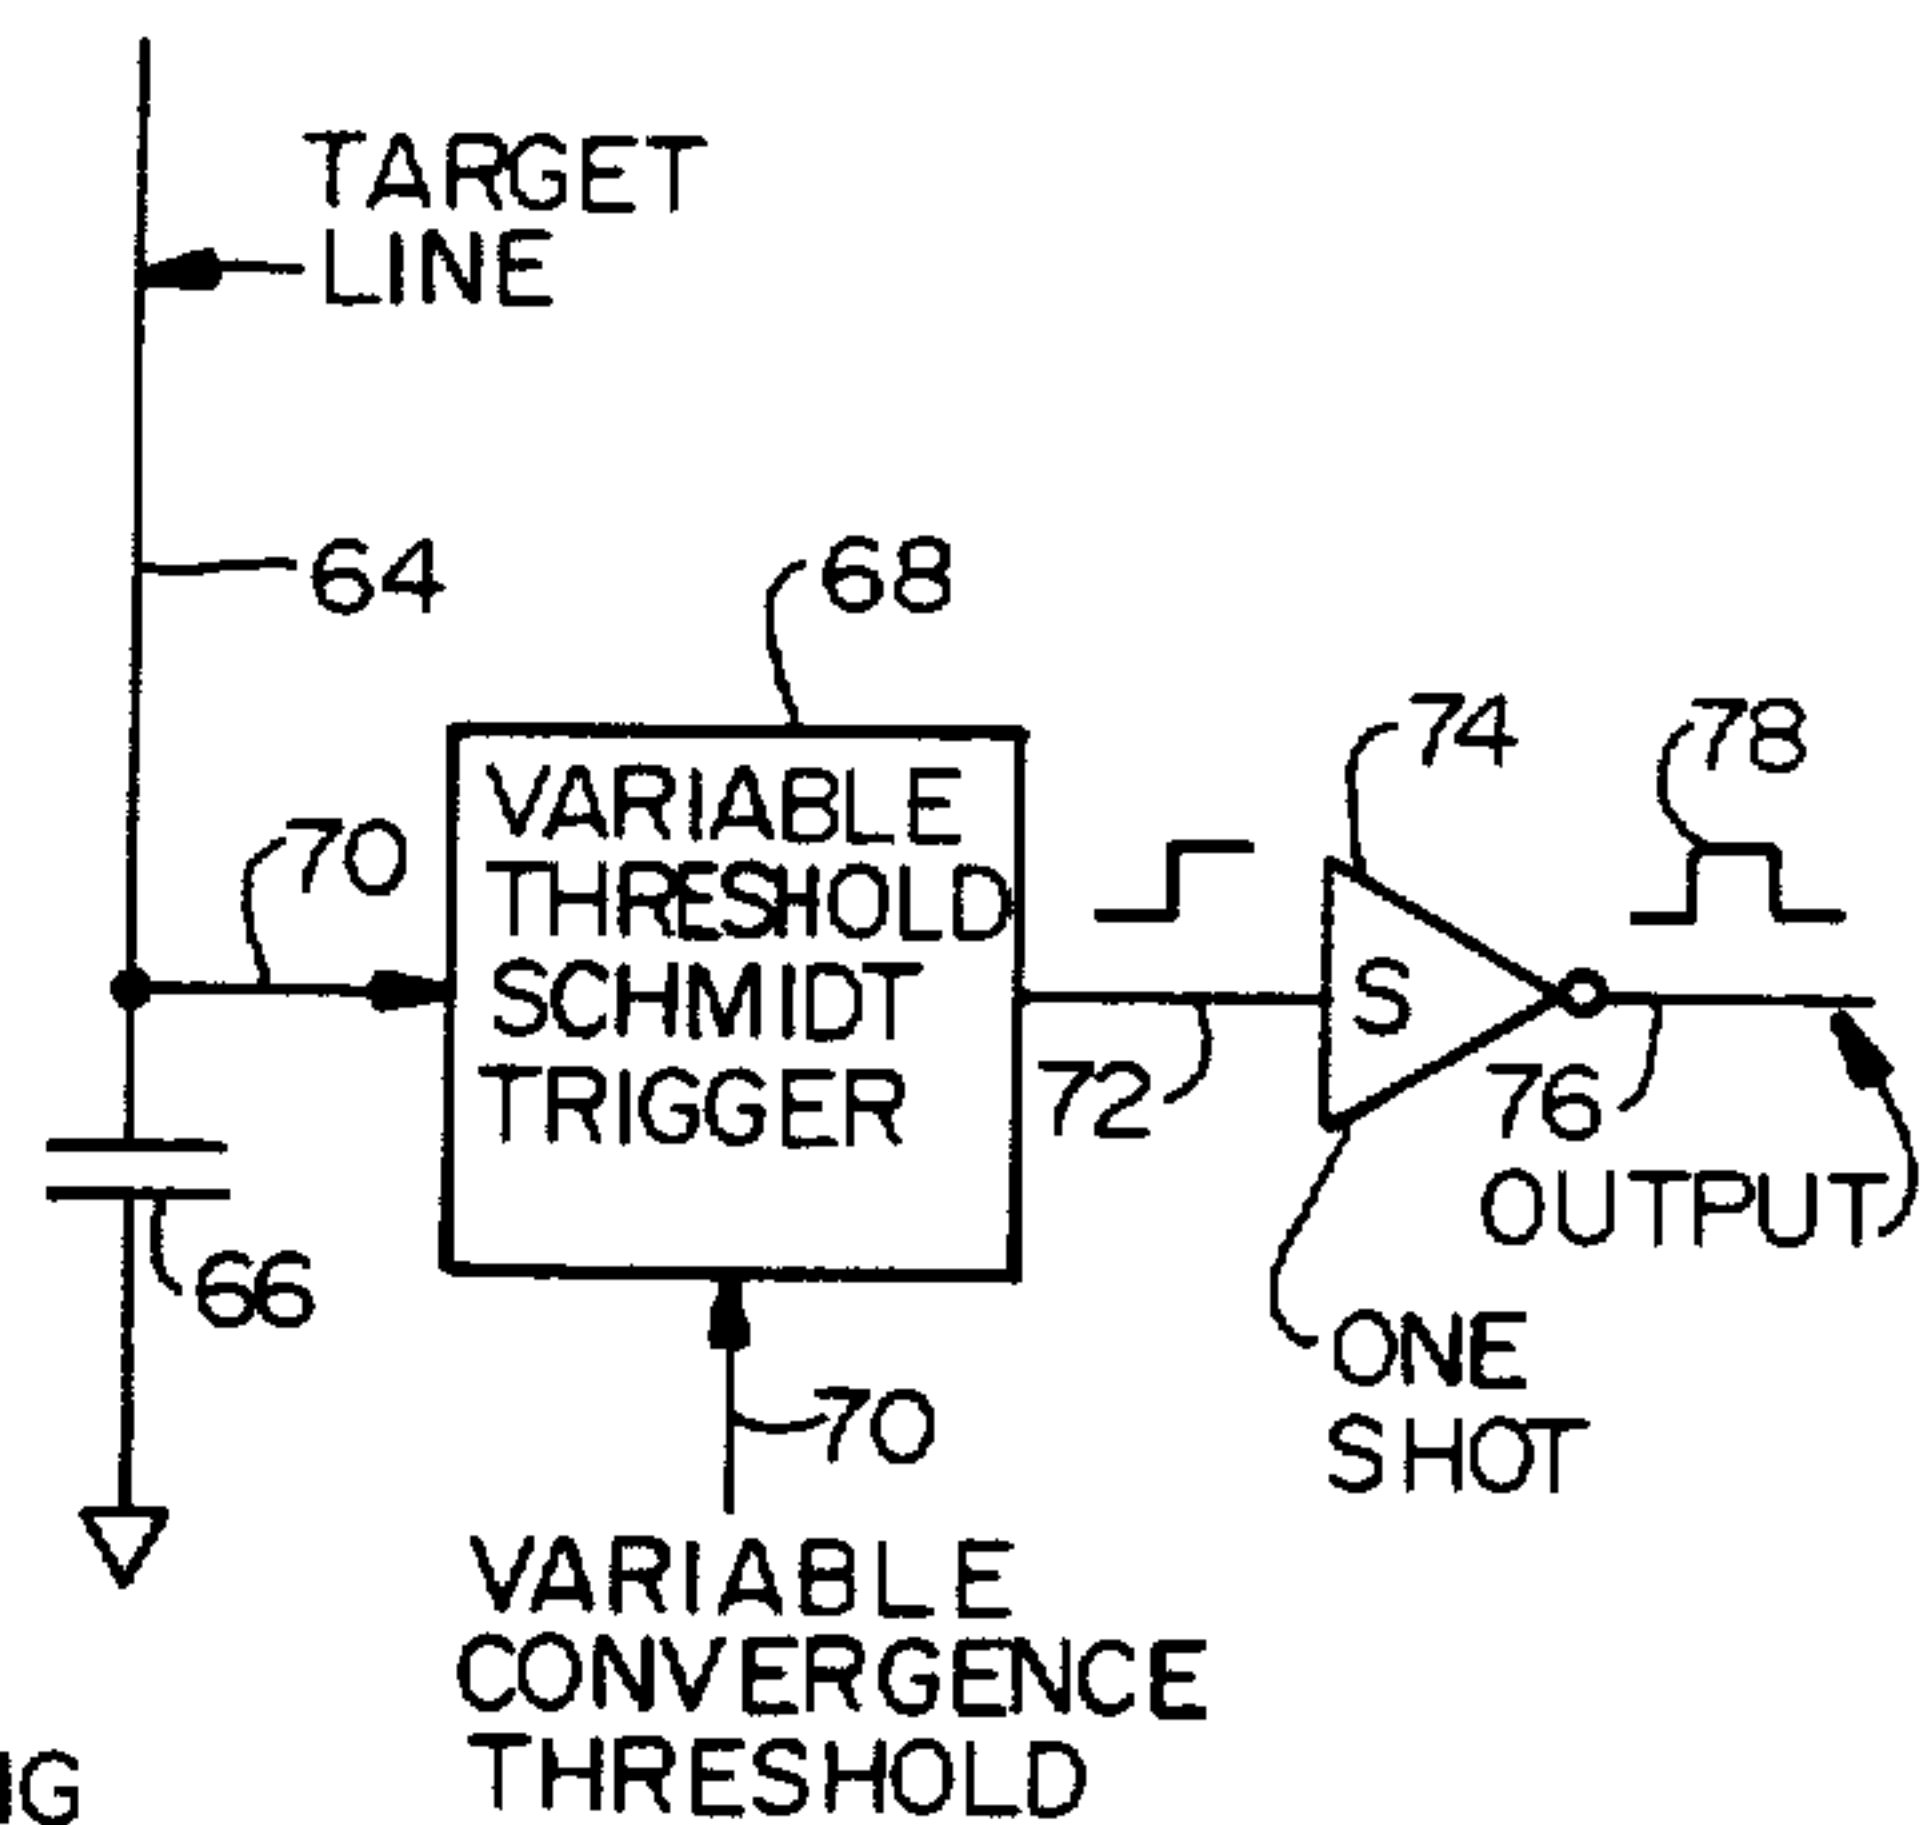 TARGET
LINE
64
68
74
78
70
VARIABLE
THRESHOLD
SCHMIDT
TRIGGER
S
72
76
OUTPUT
66
ONE
SHOT
70
VARIABLE
CONVERGENCE
THRESHOLD